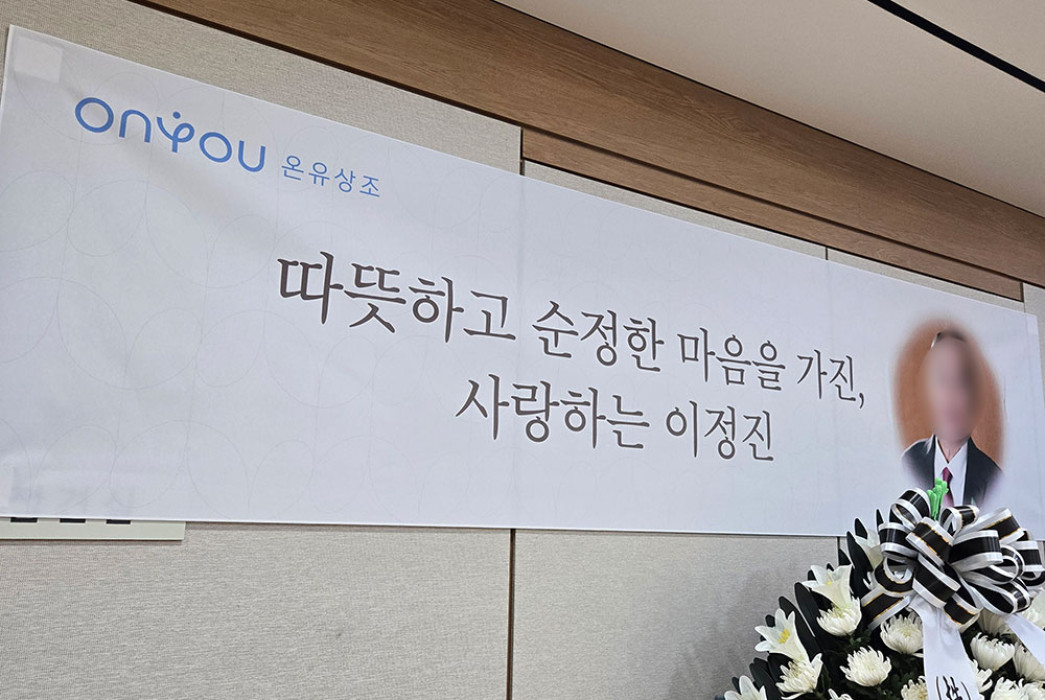 onyou 온유상조
따뜻하고 순정한 마음을 가진,
사랑하는 이정진